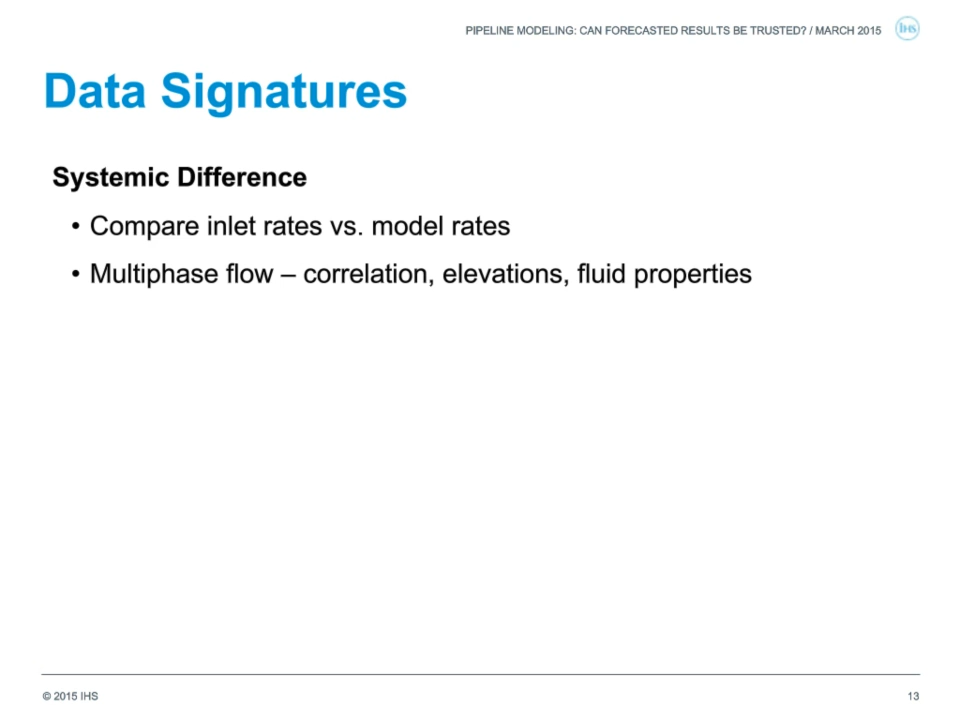 PIPELINE MODELING: CAN FORECASTED RESULTS BE TRUSTED? / MARCH 2015
IHS
Data Signatures
Systemic Difference
• Compare inlet rates vs. model rates
• Multiphase flow – correlation, elevations, fluid properties
© 2015 IHS
13